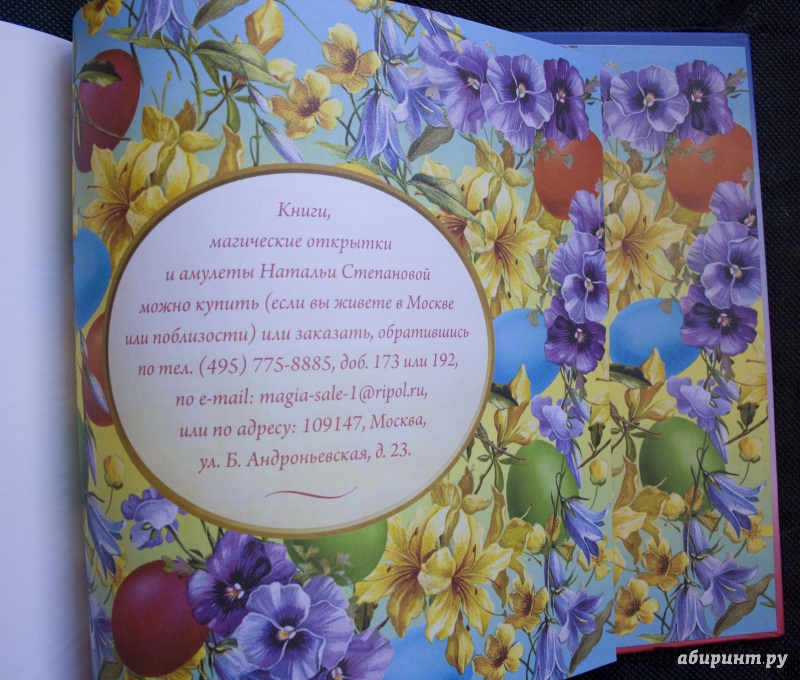 Книги,
магические открытки
и амулеты Натальи Степановой
можно купить (если вы живете в Москве
или поблизости) или заказать, обратившись
по тел. (495) 775-8885, доб. 173 или 192,
по e-mail: magia-sale-1@ripol.ru,
или по адресу: 109147, Москва,
ул. Б. Андроньевская, д. 23.
абиринт.ру